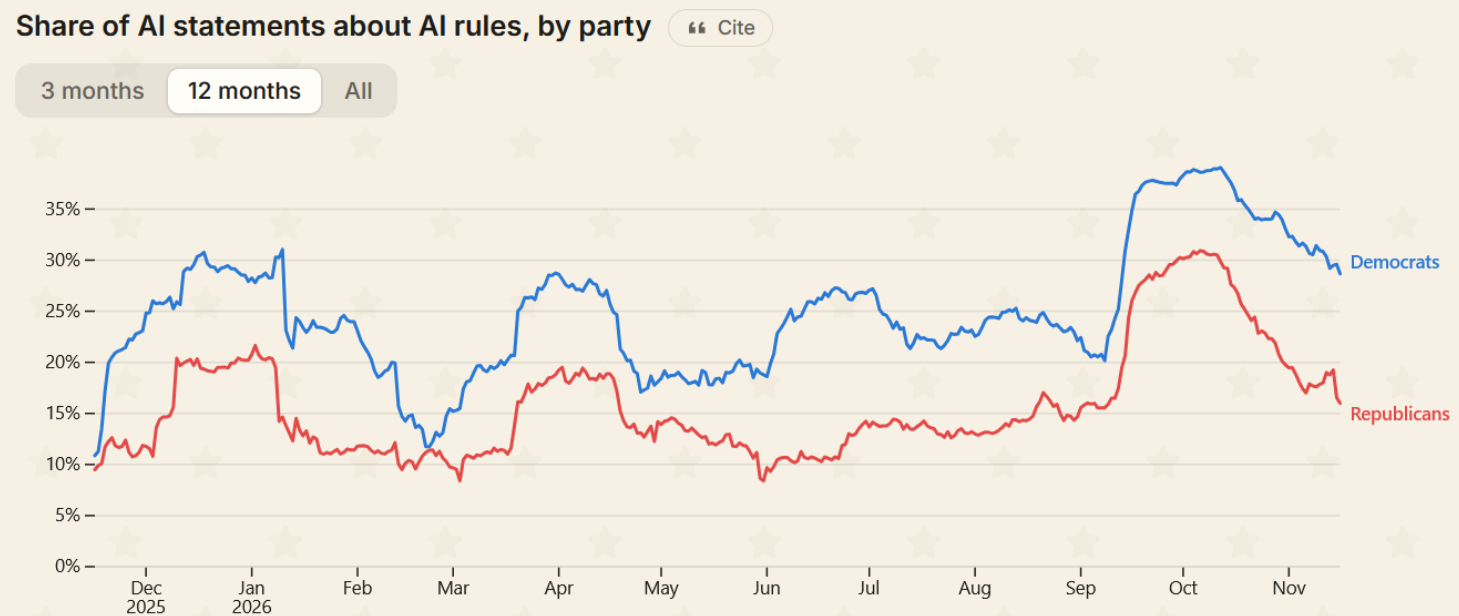 Share of AI statements about AI rules, by party
Cite
3 months
12 months
All
35%
30%
25%
20%
15%
10%
5%
0%
Democrats
Republicans
Dec
2025
Jan
2026
Feb
Mar
Apr
May
Jun
Jul
Aug
Sep
Oct
Nov